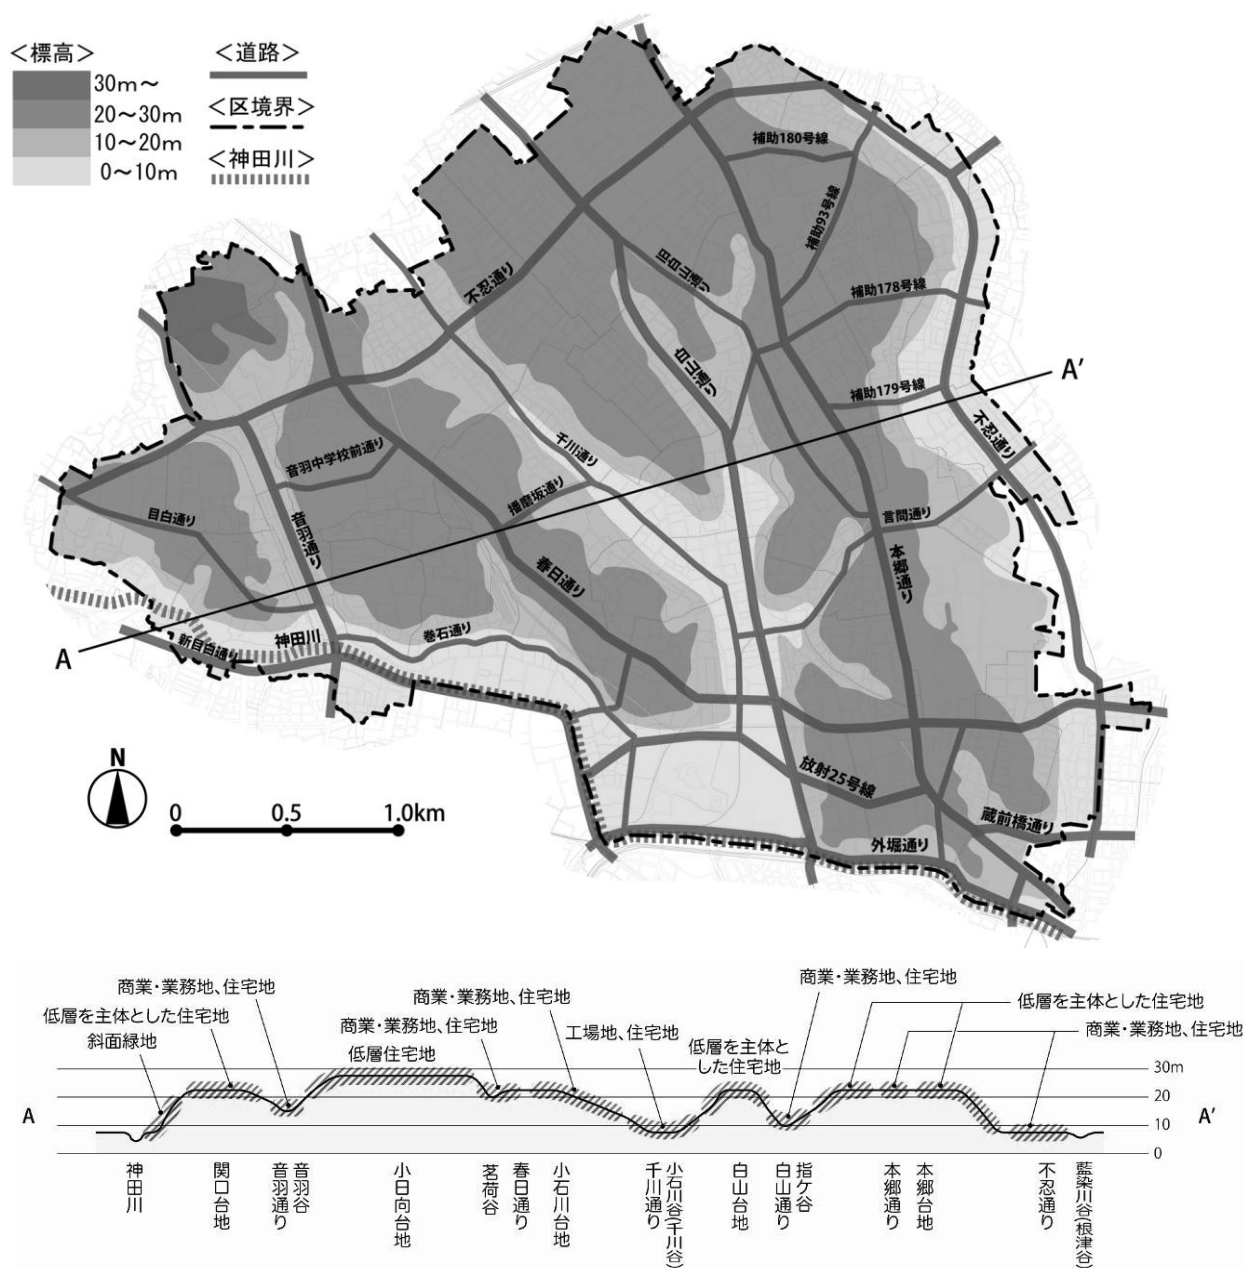 ＜標高＞
30m～
20～30m
10～20m
0～10m
＜道路＞
＜区境界＞
＜神田川＞
補助180号線
補助93号線
不忍通り
旧白山通り
補助178号線
白山通り
補助179号線
A'
不忍通り
千川通り
音羽中学校前通り
播磨坂通り
目白通り
音羽通り
言問通り
本郷通り
春日通り
神田川
巻石通り
A
新目白通り
放射25号線
蔵前橋通り
外堀通り
N
0 0.5 1.0km
商業・業務地、住宅地
低層を主体とした住宅地
斜面緑地
商業・業務地、住宅地
低層住宅地
商業・業務地、住宅地
工場地、住宅地
低層を主体と
した住宅地
商業・業務地、住宅地
低層を主体とした住宅地
商業・業務地、住宅地
30m
20
10
0
A
A'
神田川
関口台地
音羽通り
音羽谷
小日向台地
茗荷谷
春日通り
小石川台地
千川通り
小石川谷(千川谷)
白山台地
白山通り
指ケ谷
本郷通り
本郷台地
不忍通り
藍染川谷(根津谷)